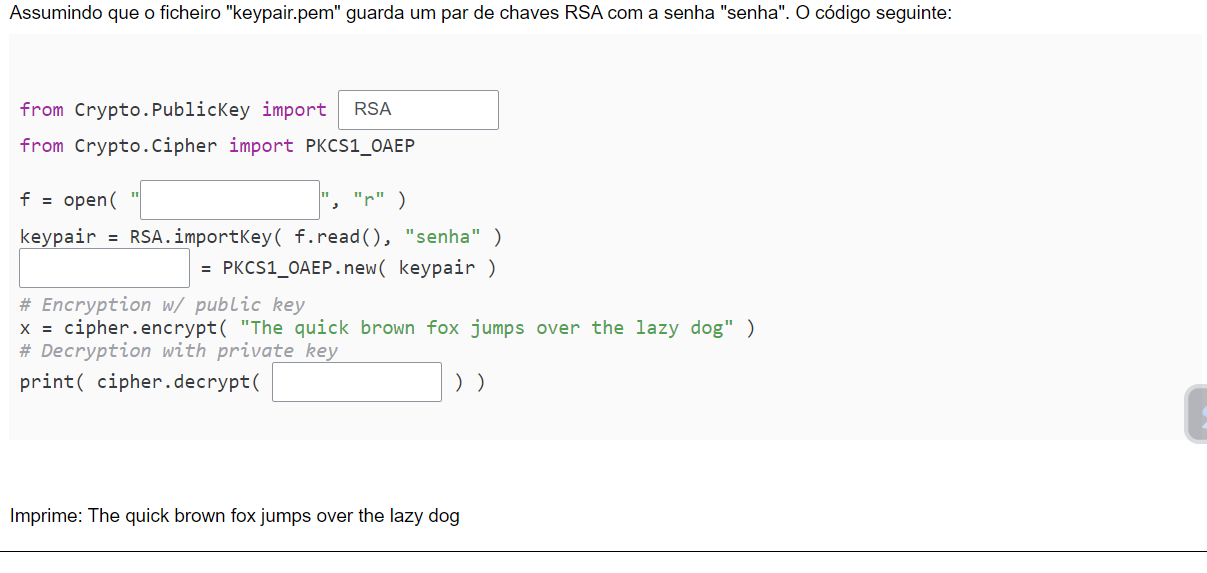 Assumindo que o ficheiro "keypair.pem" guarda um par de chaves RSA com a senha "senha". O código seguinte:
from Crypto.PublicKey import RSA
from Crypto.Cipher import PKCS1_OAEP
f = open( "", "r" )
keypair = RSA.importKey( f.read(), "senha" )
= PKCS1_OAEP.new( keypair )
# Encryption w/ public key
x = cipher.encrypt( "The quick brown fox jumps over the lazy dog" )
# Decryption with private key
print( cipher.decrypt( ) )
Imprime: The quick brown fox jumps over the lazy dog